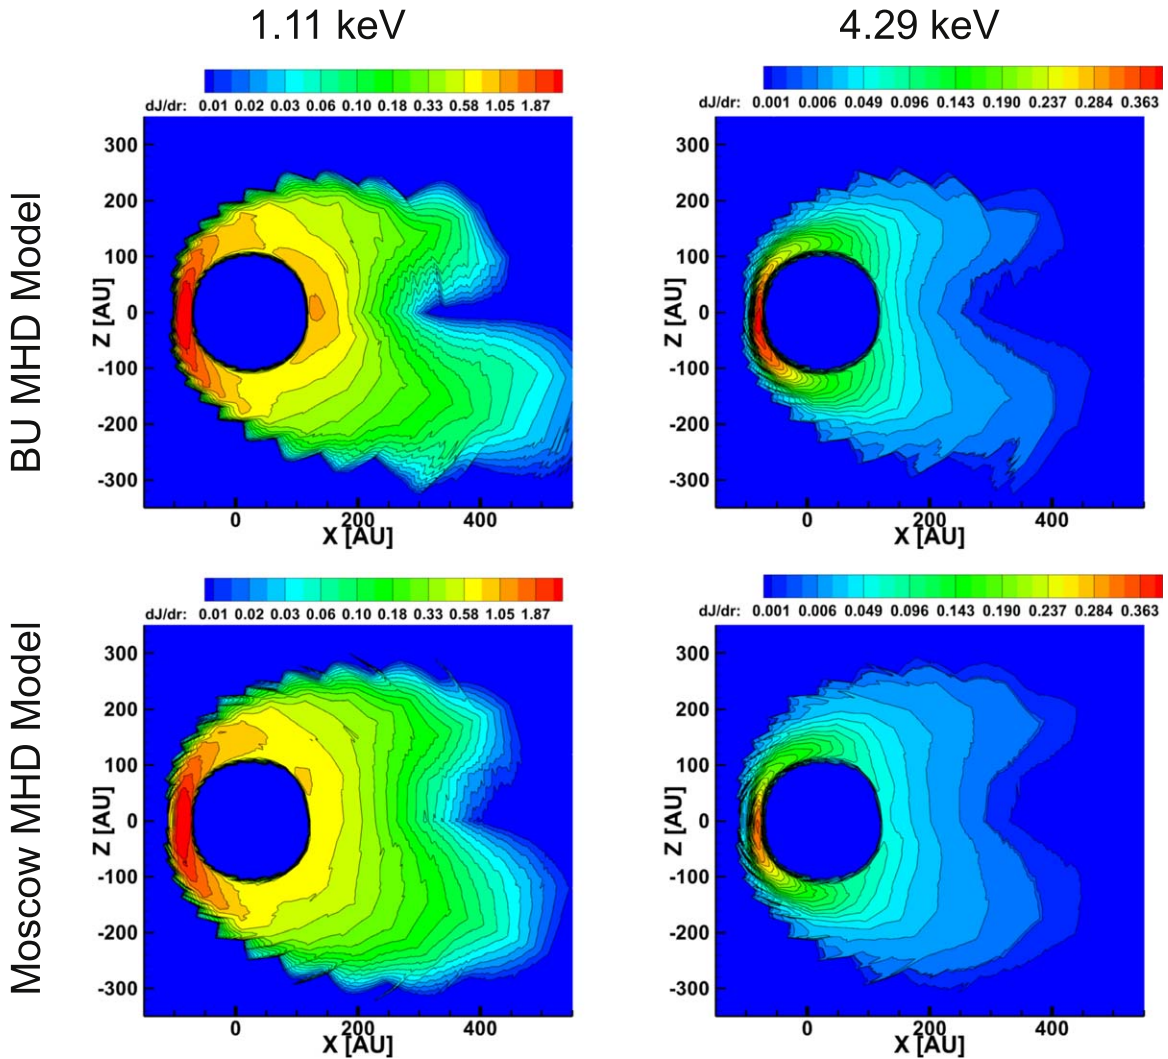 1.11 keV
4.29 keV
BU MHD Model
dJ/dr: 0.01 0.02 0.03 0.06 0.10 0.18 0.33 0.58 1.05 1.87
300
200
100
0
-100
-200
-300
Z [AU]
0 200 400
X [AU]
dJ/dr: 0.001 0.006 0.049 0.096 0.143 0.190 0.237 0.284 0.363
300
200
100
0
-100
-200
-300
Z [AU]
0 200 400
X [AU]
Moscow MHD Model
dJ/dr: 0.01 0.02 0.03 0.06 0.10 0.18 0.33 0.58 1.05 1.87
300
200
100
0
-100
-200
-300
Z [AU]
0 200 400
X [AU]
dJ/dr: 0.001 0.006 0.049 0.096 0.143 0.190 0.237 0.284 0.363
300
200
100
0
-100
-200
-300
Z [AU]
0 200 400
X [AU]